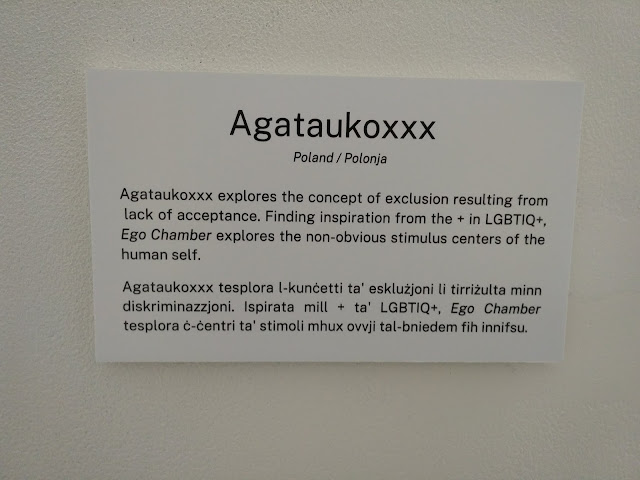 Agataukoxxx
Poland / Polonja
Agataukoxxx explores the concept of exclusion resulting from
lack of acceptance. Finding inspiration from the + in LGBTIQ+,
Ego Chamber explores the non-obvious stimulus centers of the
human self.
Agataukoxxx tesplora l-kunċetti ta' esklużjoni li tirriżulta minn
diskriminazzjoni. Ispirata mill + ta' LGBTIQ+, Ego Chamber
tesplora ċ-ċentri ta' stimoli mhux ovvji tal-bniedem fih innifsu.